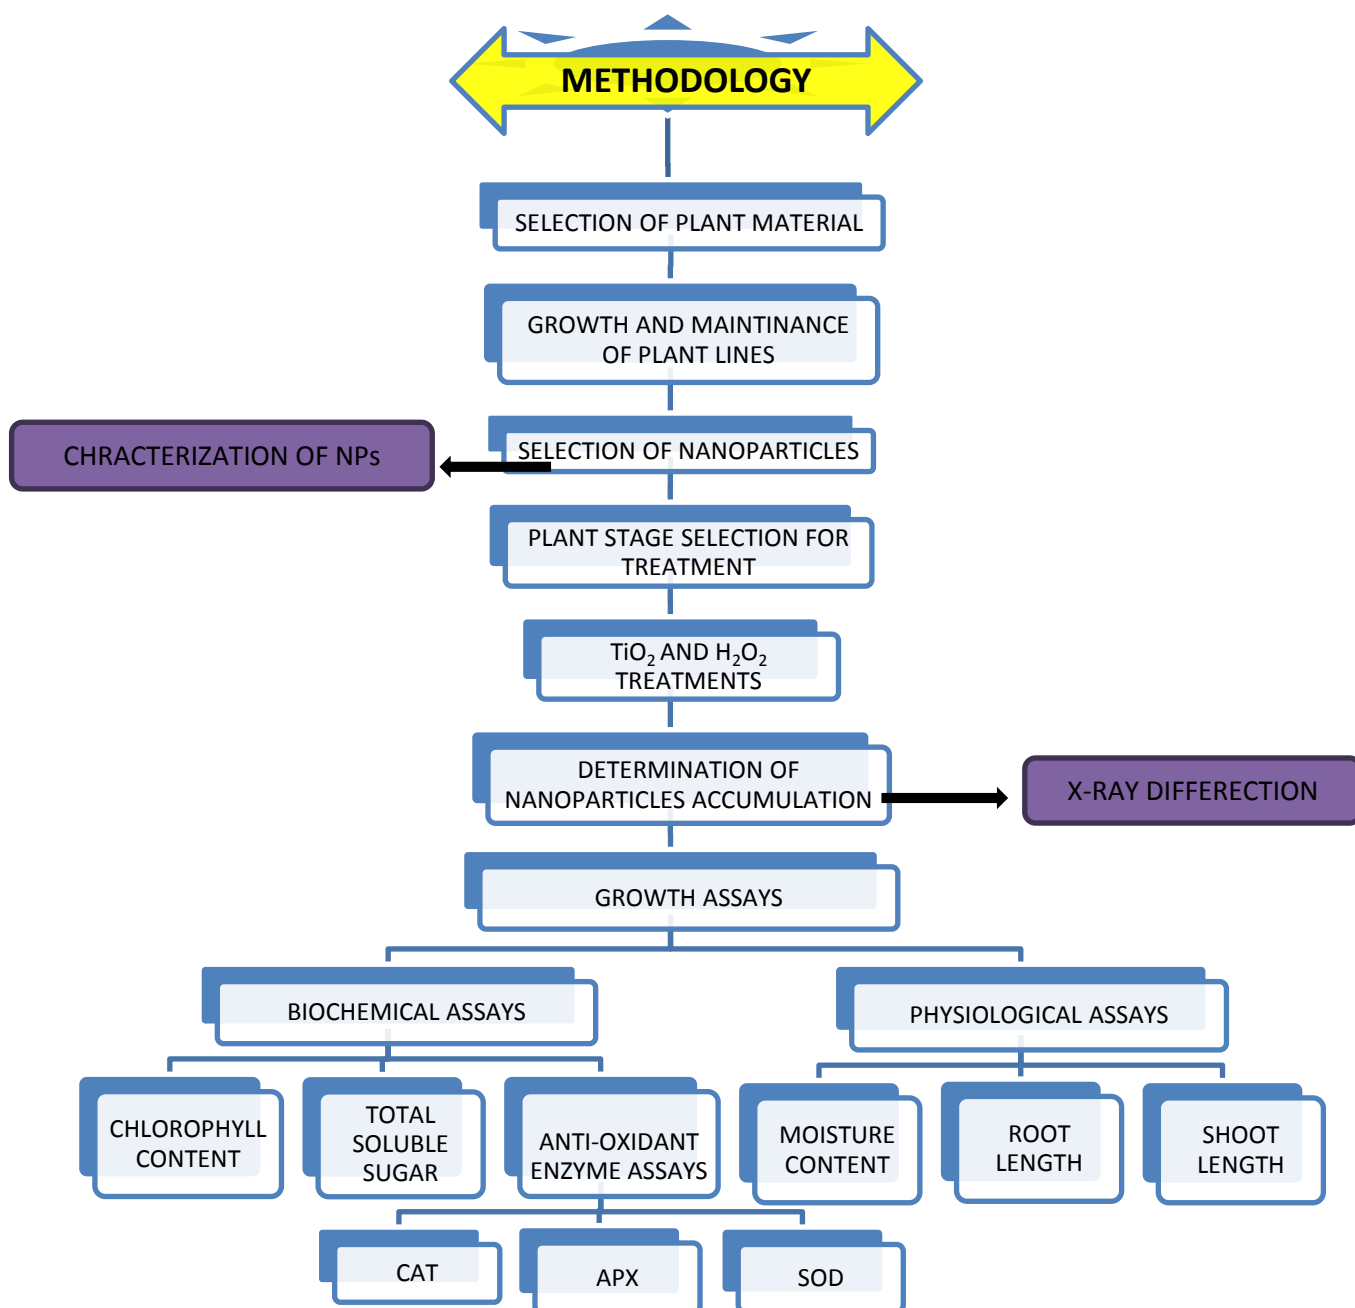 METHODOLOGY
SELECTION OF PLANT MATERIAL
GROWTH AND MAINTINANCE
OF PLANT LINES
CHRACTERIZATION OF NPs
SELECTION OF NANOPARTICLES
PLANT STAGE SELECTION FOR
TREATMENT
TiO₂ AND H₂O₂
TREATMENTS
DETERMINATION OF
NANOPARTICLES ACCUMULATION
X-RAY DIFFERECTION
GROWTH ASSAYS
BIOCHEMICAL ASSAYS
PHYSIOLOGICAL ASSAYS
CHLOROPHYLL
CONTENT
TOTAL
SOLUBLE
SUGAR
ANTI-OXIDANT
ENZYME ASSAYS
MOISTURE
CONTENT
ROOT
LENGTH
SHOOT
LENGTH
CAT
APX
SOD